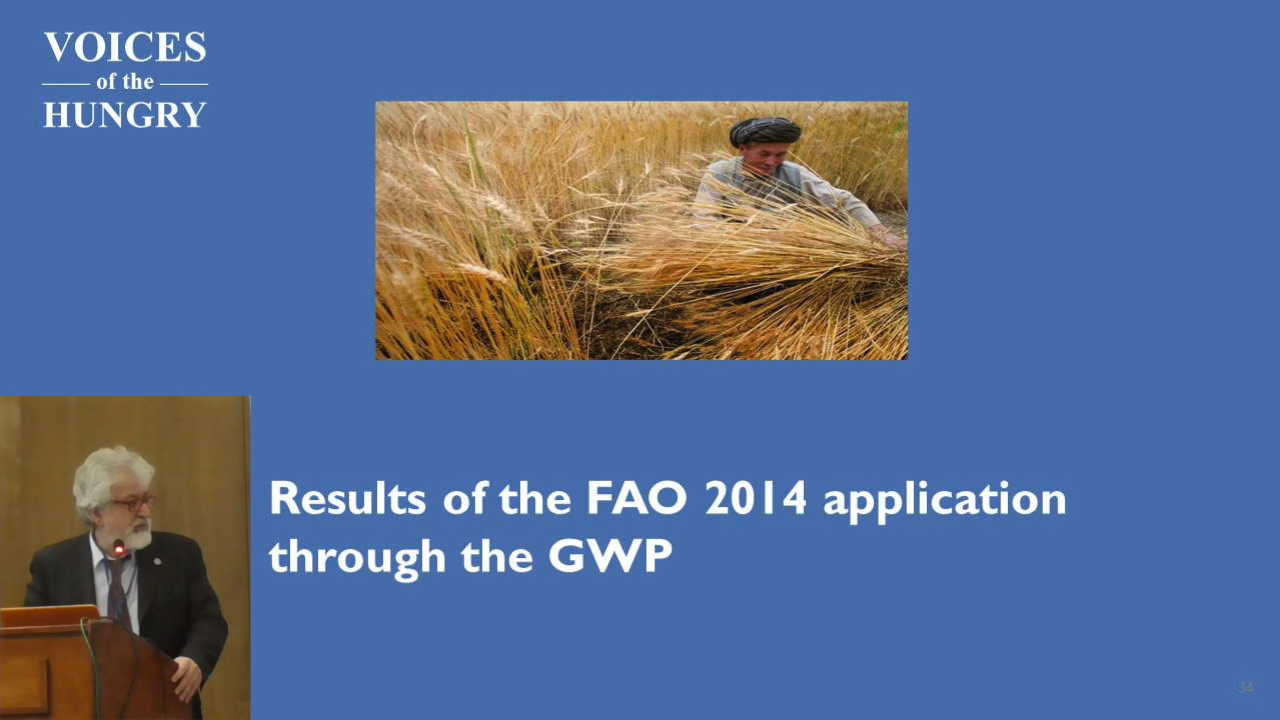 VOICES
of the
HUNGRY
Results of the FAO 2014 application
through the GWP
34